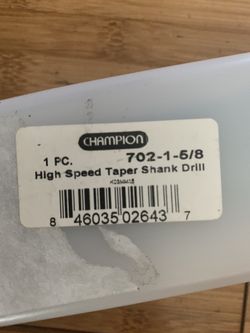 CHAMPION
1 PC. 702-1-5/8
High Speed Taper Shank Drill
8 46035 02643 7